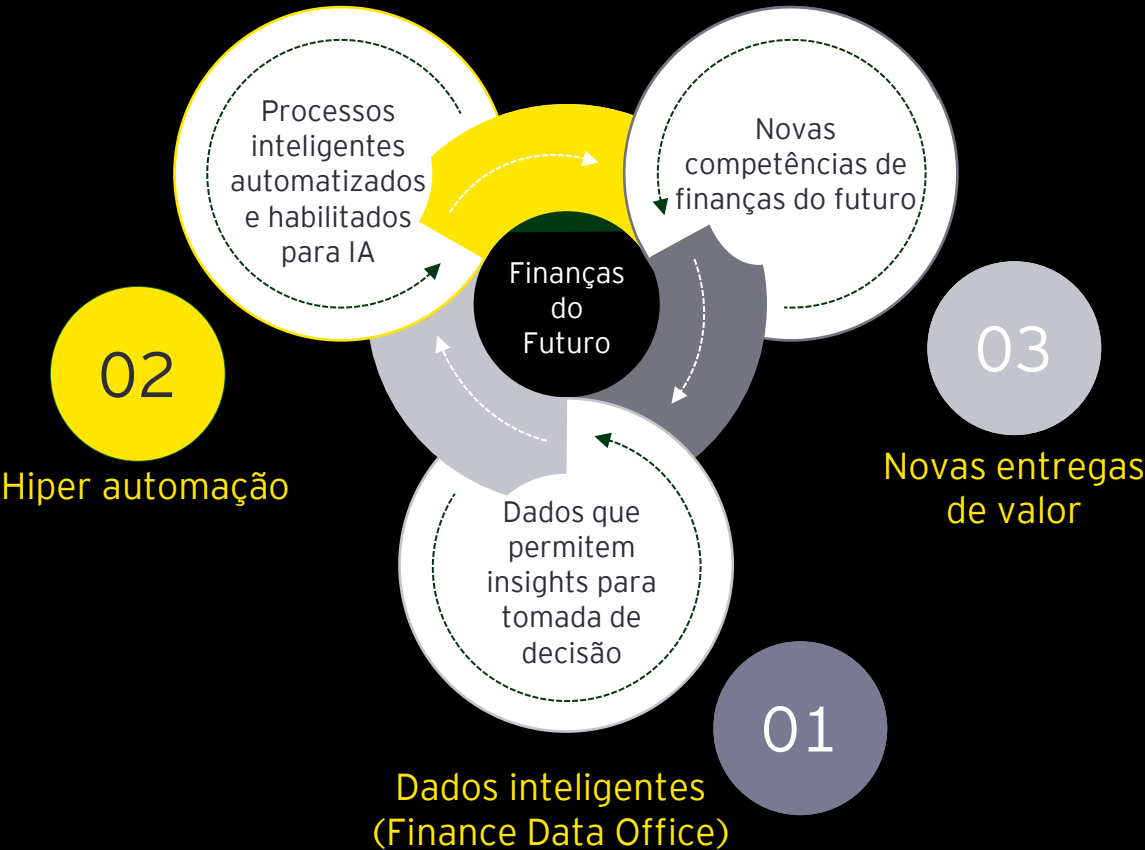 Processos
inteligentes
automatizados
e habilitados
para IA
Novas
competências de
finanças do futuro
Finanças
do
Futuro
02
Hiper automação
03
Novas entregas
de valor
Dados que
permitem
insights para
tomada de
decisão
01
Dados inteligentes
(Finance Data Office)